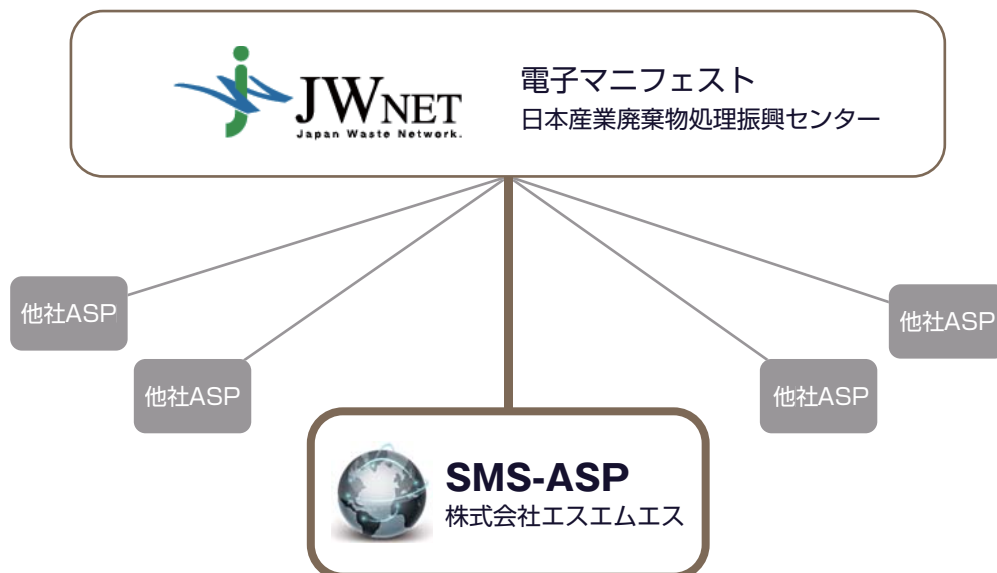 JWNET
Japan Waste Network.
電子マニフェスト
日本産業廃棄物処理振興センター
他社ASP
他社ASP
他社ASP
他社ASP
SMS-ASP
株式会社エスエムエス